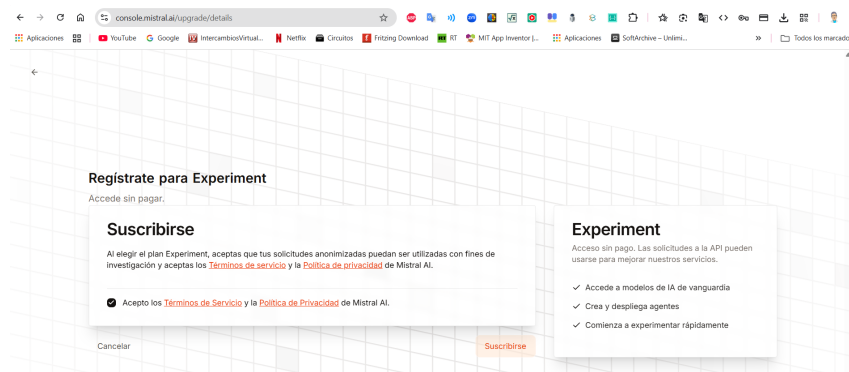 console.mistral.ai/upgrade/details
Aplicaciones
YouTube
Google
IntercambiosVirtual...
Netflix
Circuitos
Fritzing Download
RT
MIT App Inventor |...
Aplicaciones
SoftArchive – Unlimi...
»
Todos los marcado
Regístrate para Experiment
Accede sin pagar.
Suscribirse
Al elegir el plan Experiment, aceptas que tus solicitudes anonimizadas puedan ser utilizadas con fines de
investigación y aceptas los Términos de servicio y la Política de privacidad de Mistral AI.
Acepto los Términos de Servicio y la Política de Privacidad de Mistral AI.
Cancelar
Suscribirse
Experiment
Acceso sin pago. Las solicitudes a la API pueden
usarse para mejorar nuestros servicios.
Accede a modelos de IA de vanguardia
Crea y despliega agentes
Comienza a experimentar rápidamente